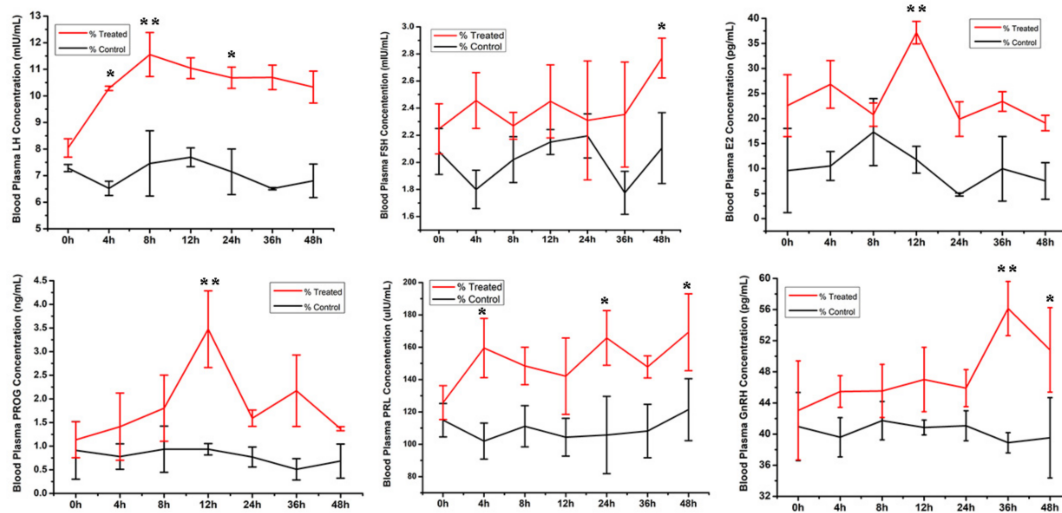 Blood Plasma LH Concentration (mIU/mL)
13
12
11
10
9
8
7
6
5
% Treated
% Control
*
**
*
0h 4h 8h 12h 24h 36h 48h
Blood Plasma FSH Concententration (mIU/mL)
3.0
2.8
2.6
2.4
2.2
2.0
1.8
1.6
% Treated
% Control
*
0h 4h 8h 12h 24h 36h 48h
Blood Plasma E2 Concententration (pg/mL)
40
35
30
25
20
15
10
5
0
**
% Treated
% Control
0h 4h 8h 12h 24h 36h 48h
Blood Plasma PROG Concentration (ng/mL)
4.5
4.0
3.5
3.0
2.5
2.0
1.5
1.0
0.5
0.0
**
% Treated
% Control
0h 4h 8h 12h 24h 36h 48h
Blood Plasma PRL Contentention (uIU/mL)
200
180
160
140
120
100
80
60
% Treated
% Control
*
*
*
0h 4h 8h 12h 24h 36h 48h
Blood Plasma GnRH Concentration (pg/mL)
60
56
52
48
44
40
36
32
% Treated
% Control
**
*
0h 4h 8h 12h 24h 36h 48h